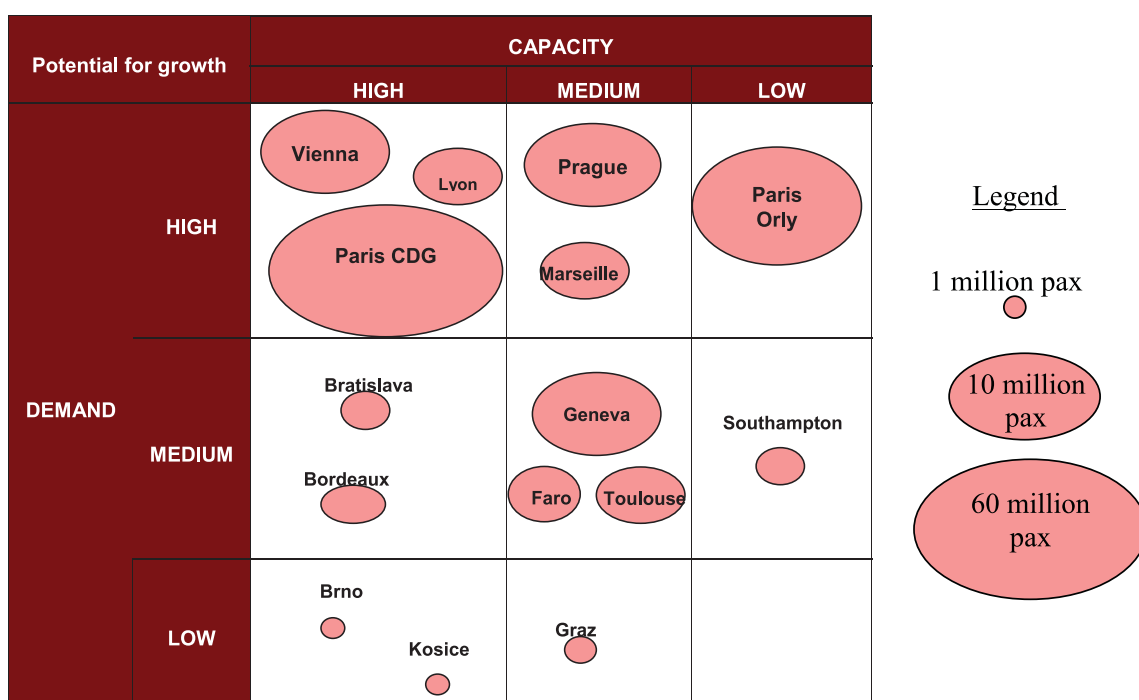 Potential for growth
CAPACITY
HIGH
MEDIUM
LOW
DEMAND
HIGH
Vienna
Lyon
Paris CDG
Prague
Marseille
Paris
Orly
MEDIUM
Bratislava
Bordeaux
Geneva
Faro
Toulouse
Southampton
LOW
Brno
Kosice
Graz
Legend
1 million pax
10 million
pax
60 million
pax